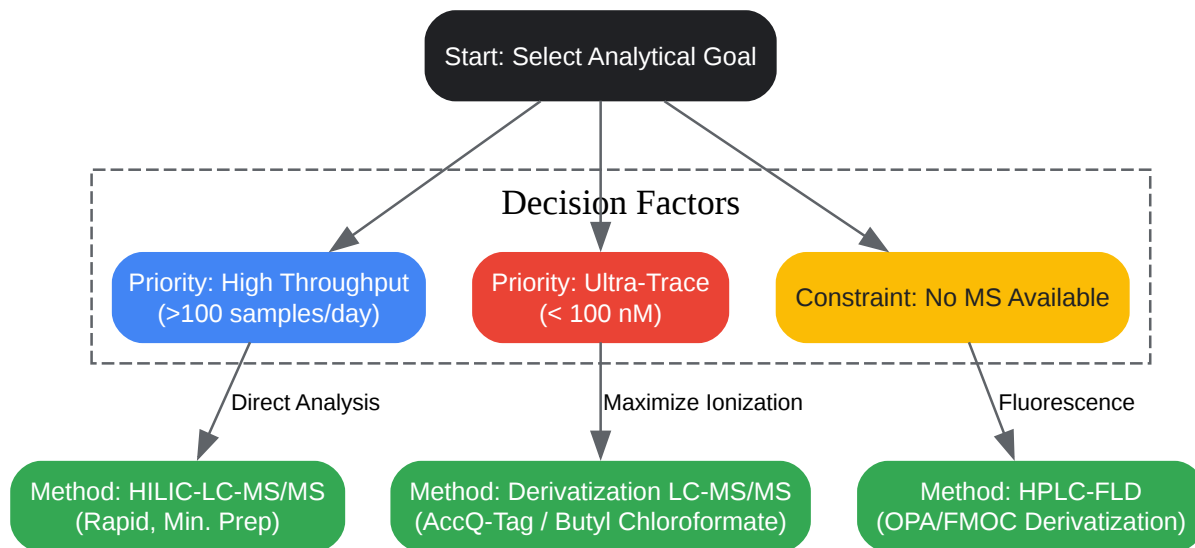 Start: Select Analytical Goal
Decision Factors
Priority: High Throughput
(>100 samples/day)
Priority: Ultra-Trace
(< 100 nM)
Constraint: No MS Available
Direct Analysis
Maximize Ionization
Fluorescence
Method: HILIC-LC-MS/MS
(Rapid, Min. Prep)
Method: Derivatization LC-MS/MS
(AccQ-Tag / Butyl Chloroformate)
Method: HPLC-FLD
(OPA/FMOC Derivatization)